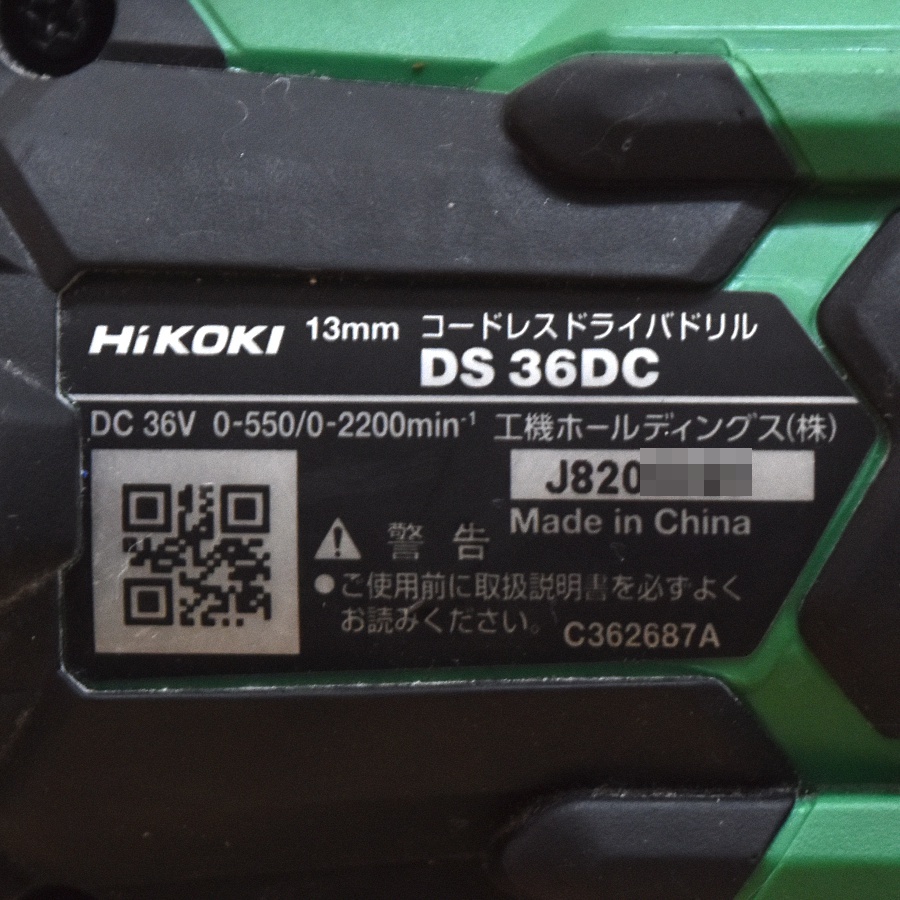 HiKOKI 13mm コードレスドライバドリル
DS 36DC
DC 36V 0-550/0-2200min⁻¹ 工機ホールディングス(株)
J820
Made in China
警告
●ご使用前に取扱説明書を必ずよく
お読みください。
C362687A